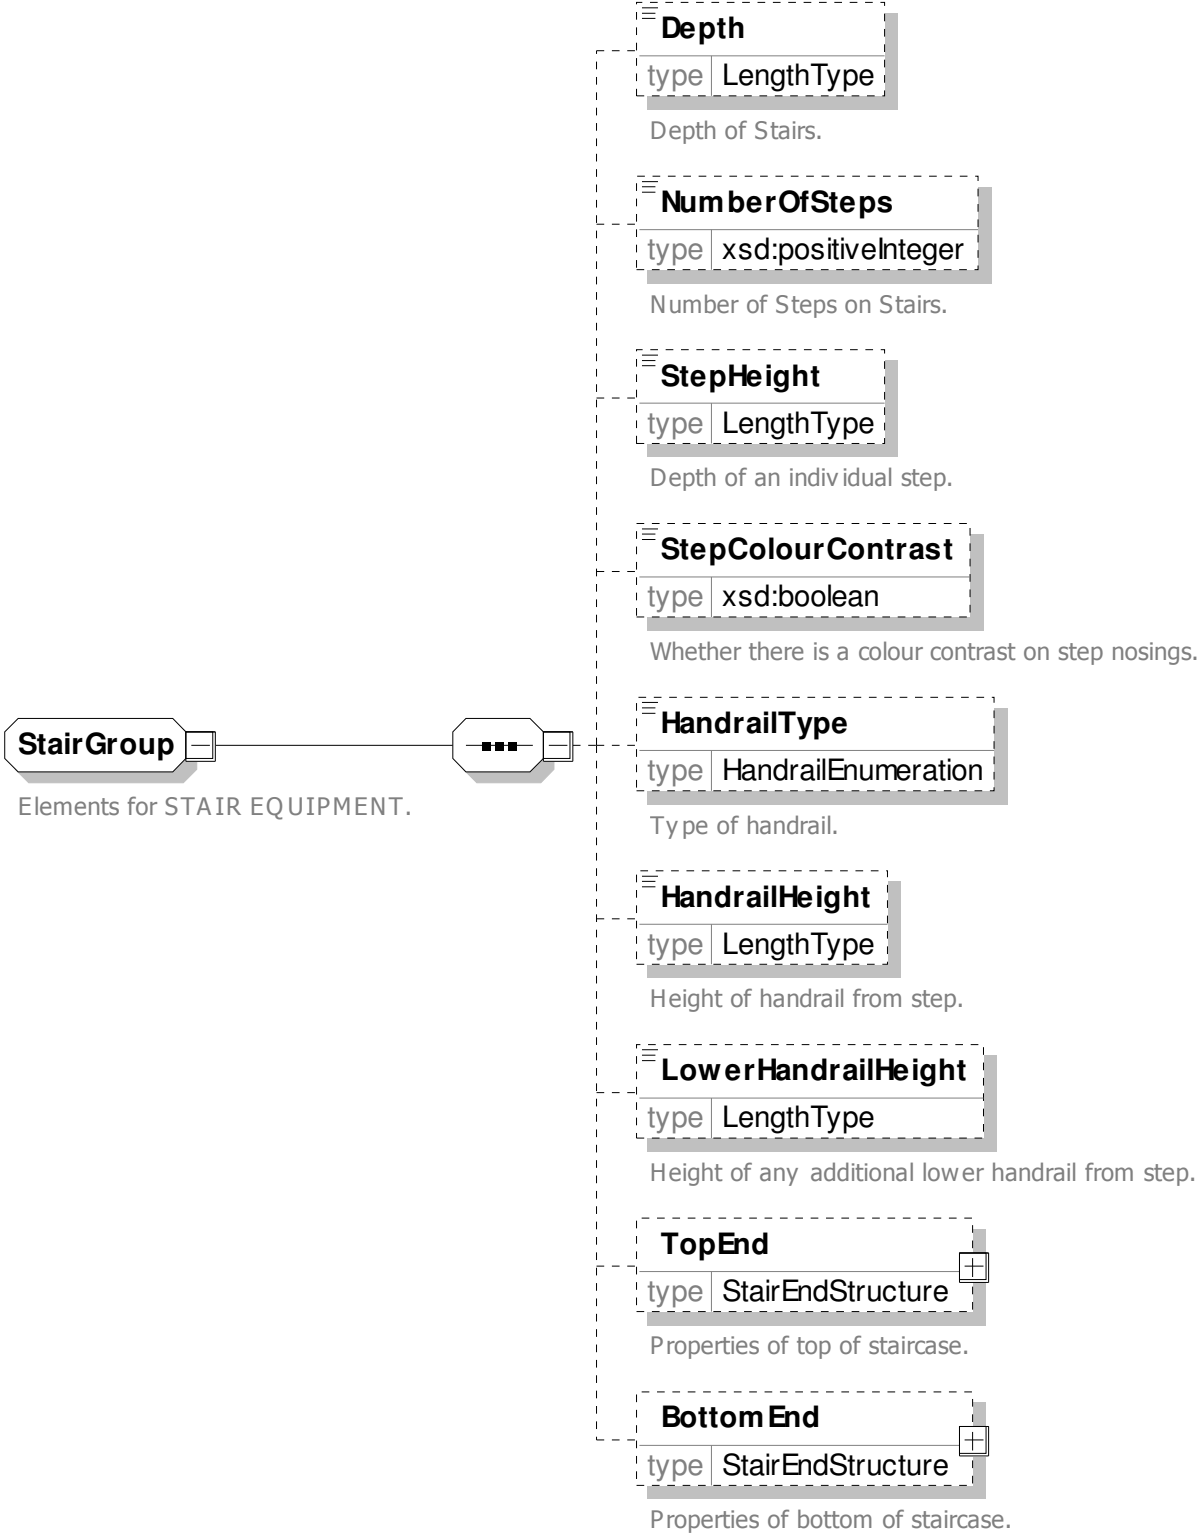 Depth
type LengthType
Depth of Stairs.
NumberOfSteps
type xsd:positiveInteger
Number of Steps on Stairs.
StepHeight
type LengthType
Depth of an individual step.
StepColourContrast
type xsd:boolean
Whether there is a colour contrast on step nosings.
StairGroup
Elements for STAIR EQUIPMENT.
HandrailType
type HandrailEnumeration
Type of handrail.
HandrailHeight
type LengthType
Height of handrail from step.
LowerHandrailHeight
type LengthType
Height of any additional lower handrail from step.
TopEnd
type StairEndStructure
Properties of top of staircase.
BottomEnd
type StairEndStructure
Properties of bottom of staircase.